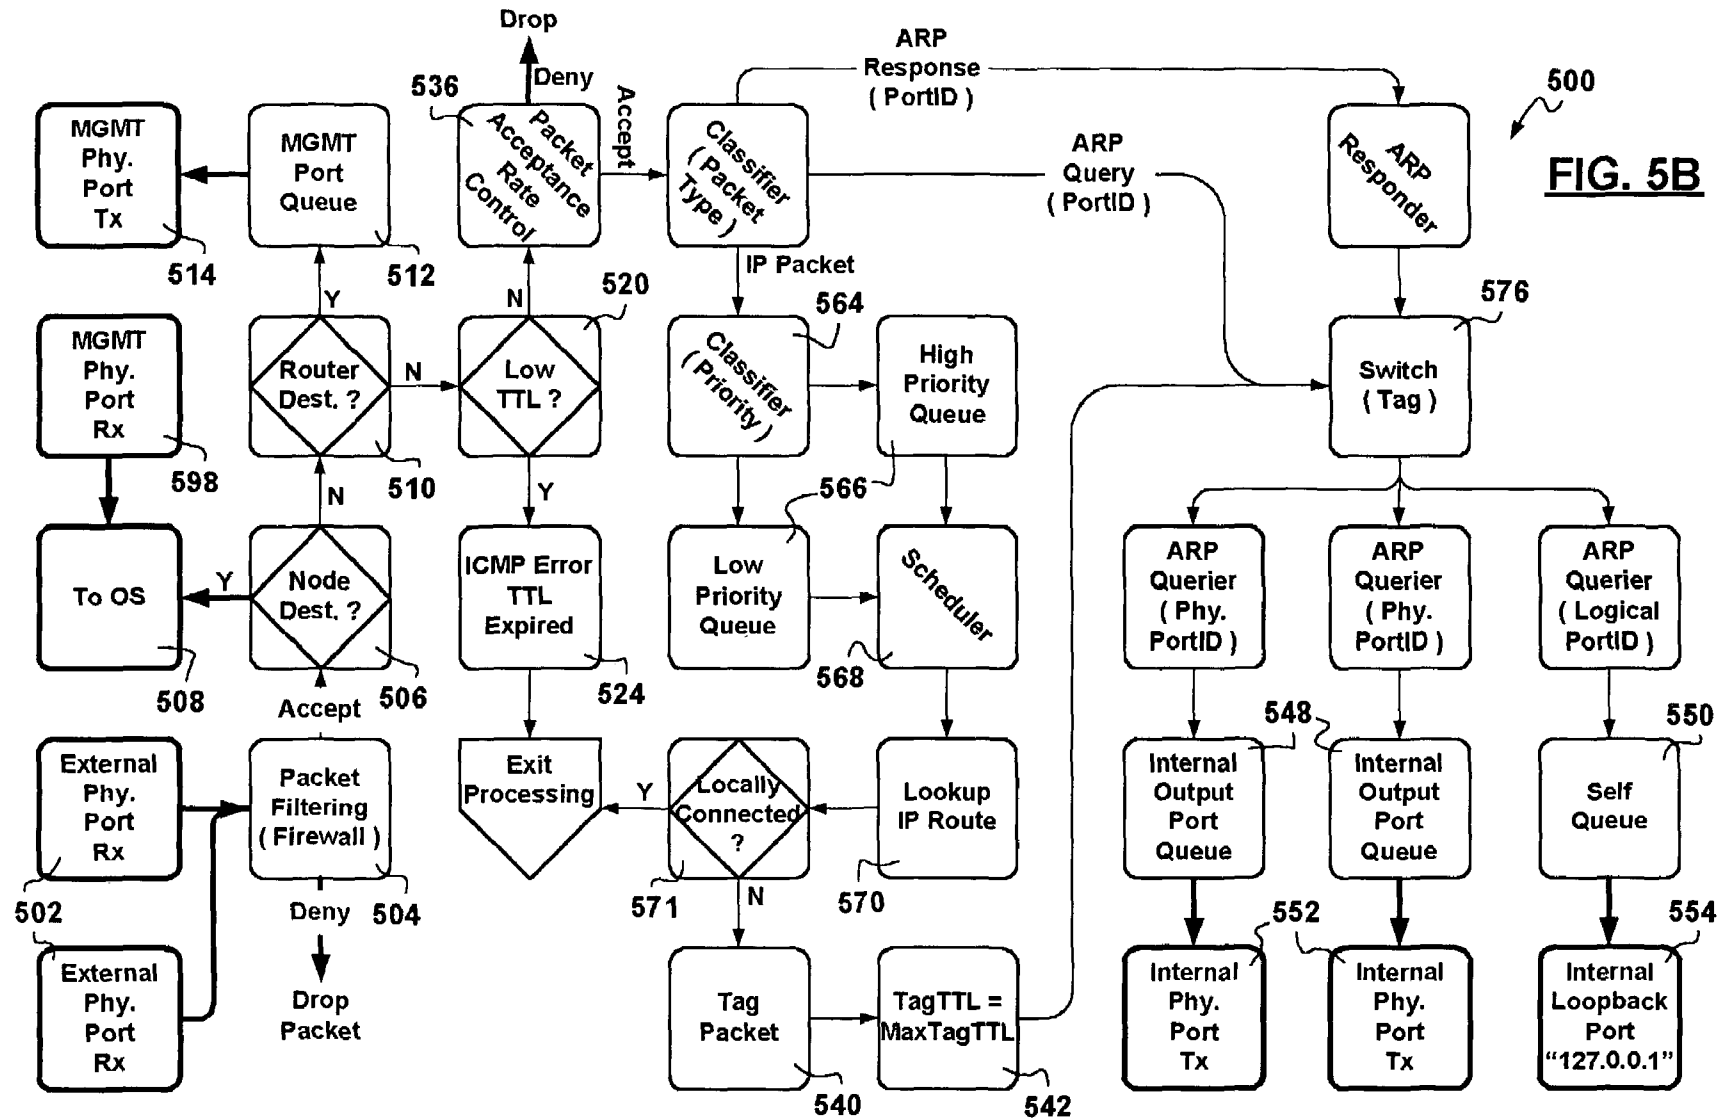 Drop
Deny
536
Accept
ARP
Response
( PortID )
500
FIG. 5B
MGMT
Phy.
Port
Tx
514
MGMT
Port
Queue
512
Packet
Acceptance
Rate
Control
Classifier
( Packet
Type )
ARP
Query
( PortID )
ARP
Responder
Y
N
520
IP Packet
564
576
MGMT
Phy.
Port
Rx
598
Router
Dest. ?
510
N
Low
TTL ?
Classifier
( Priority )
High
Priority
Queue
Switch
( Tag )
N
Y
566
To OS
508
Y
Node
Dest. ?
506
ICMP Error
TTL
Expired
524
Low
Priority
Queue
Scheduler
568
ARP
Querier
( Phy.
PortID )
ARP
Querier
( Phy.
PortID )
ARP
Querier
( Logical
PortID )
Accept
548
550
External
Phy.
Port
Rx
502
Packet
Filtering
( Firewall )
504
Deny
Exit
Processing
Y
Locally
Connected
?
571
N
Lookup
IP Route
570
Internal
Output
Port
Queue
Internal
Output
Port
Queue
Self
Queue
552
554
External
Phy.
Port
Rx
Drop
Packet
Tag
Packet
540
TagTTL =
MaxTagTTL
542
Internal
Phy.
Port
Tx
Internal
Phy.
Port
Tx
Internal
Loopback
Port
“127.0.0.1”